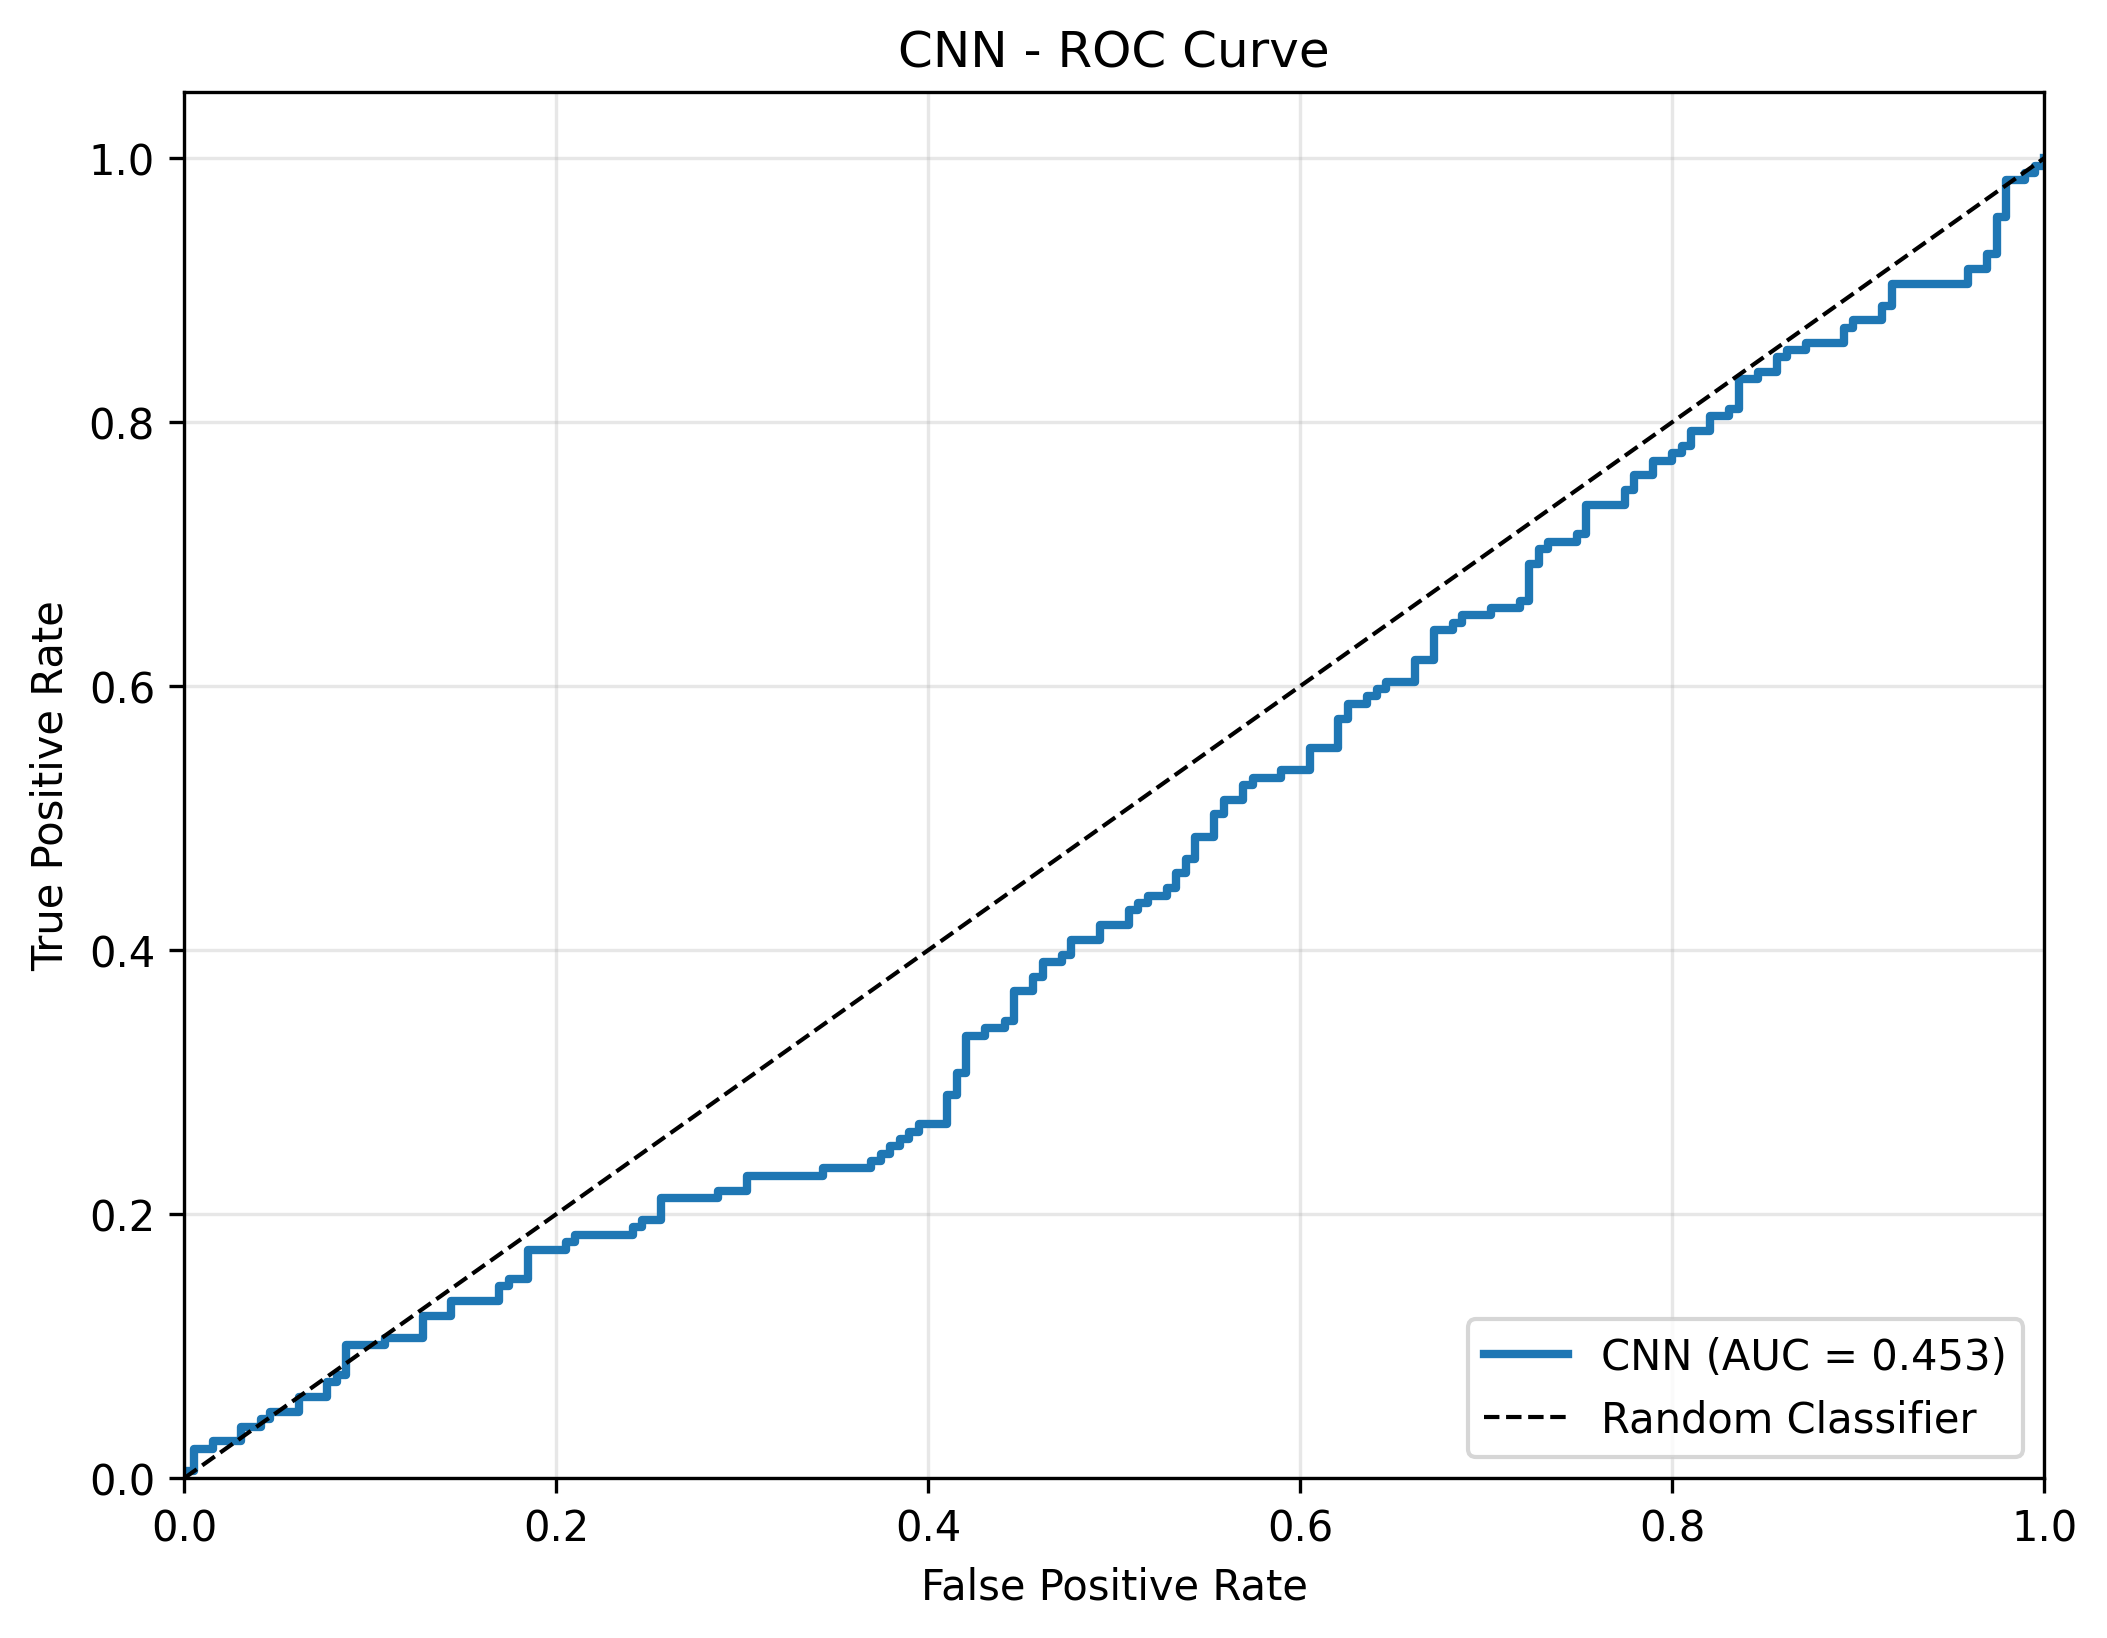 CNN - ROC Curve
True Positive Rate
1.0
0.8
0.6
0.4
0.2
0.0
0.0 0.2 0.4 0.6 0.8 1.0
False Positive Rate
CNN (AUC = 0.453)
Random Classifier